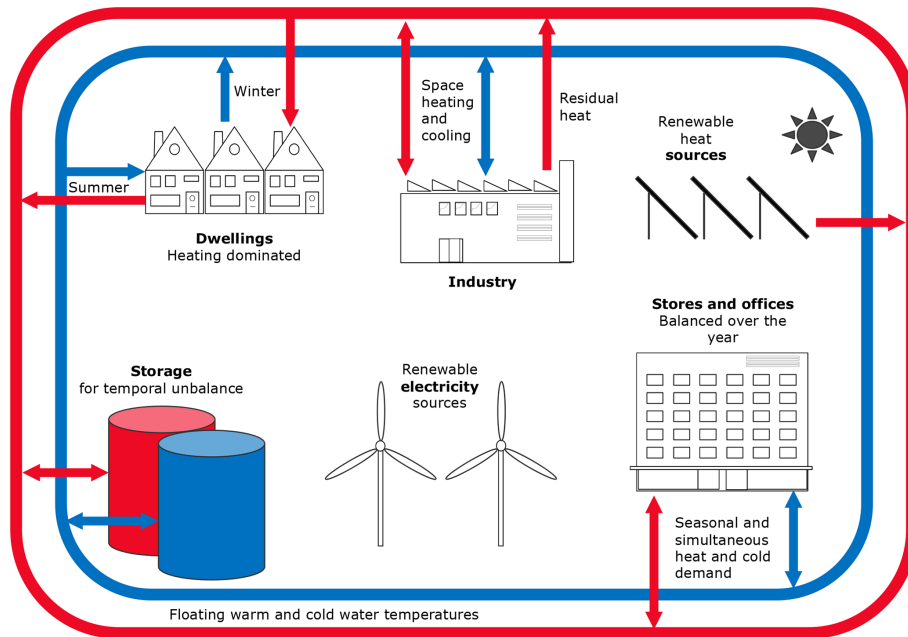 Winter
Space
heating
and
cooling
Residual
heat
Renewable
heat
sources
Summer
Dwellings
Heating dominated
Industry
Stores and offices
Balanced over the
year
Storage
for temporal unbalance
Renewable
electricity
sources
Seasonal and
simultaneous
heat and cold
demand
Floating warm and cold water temperatures